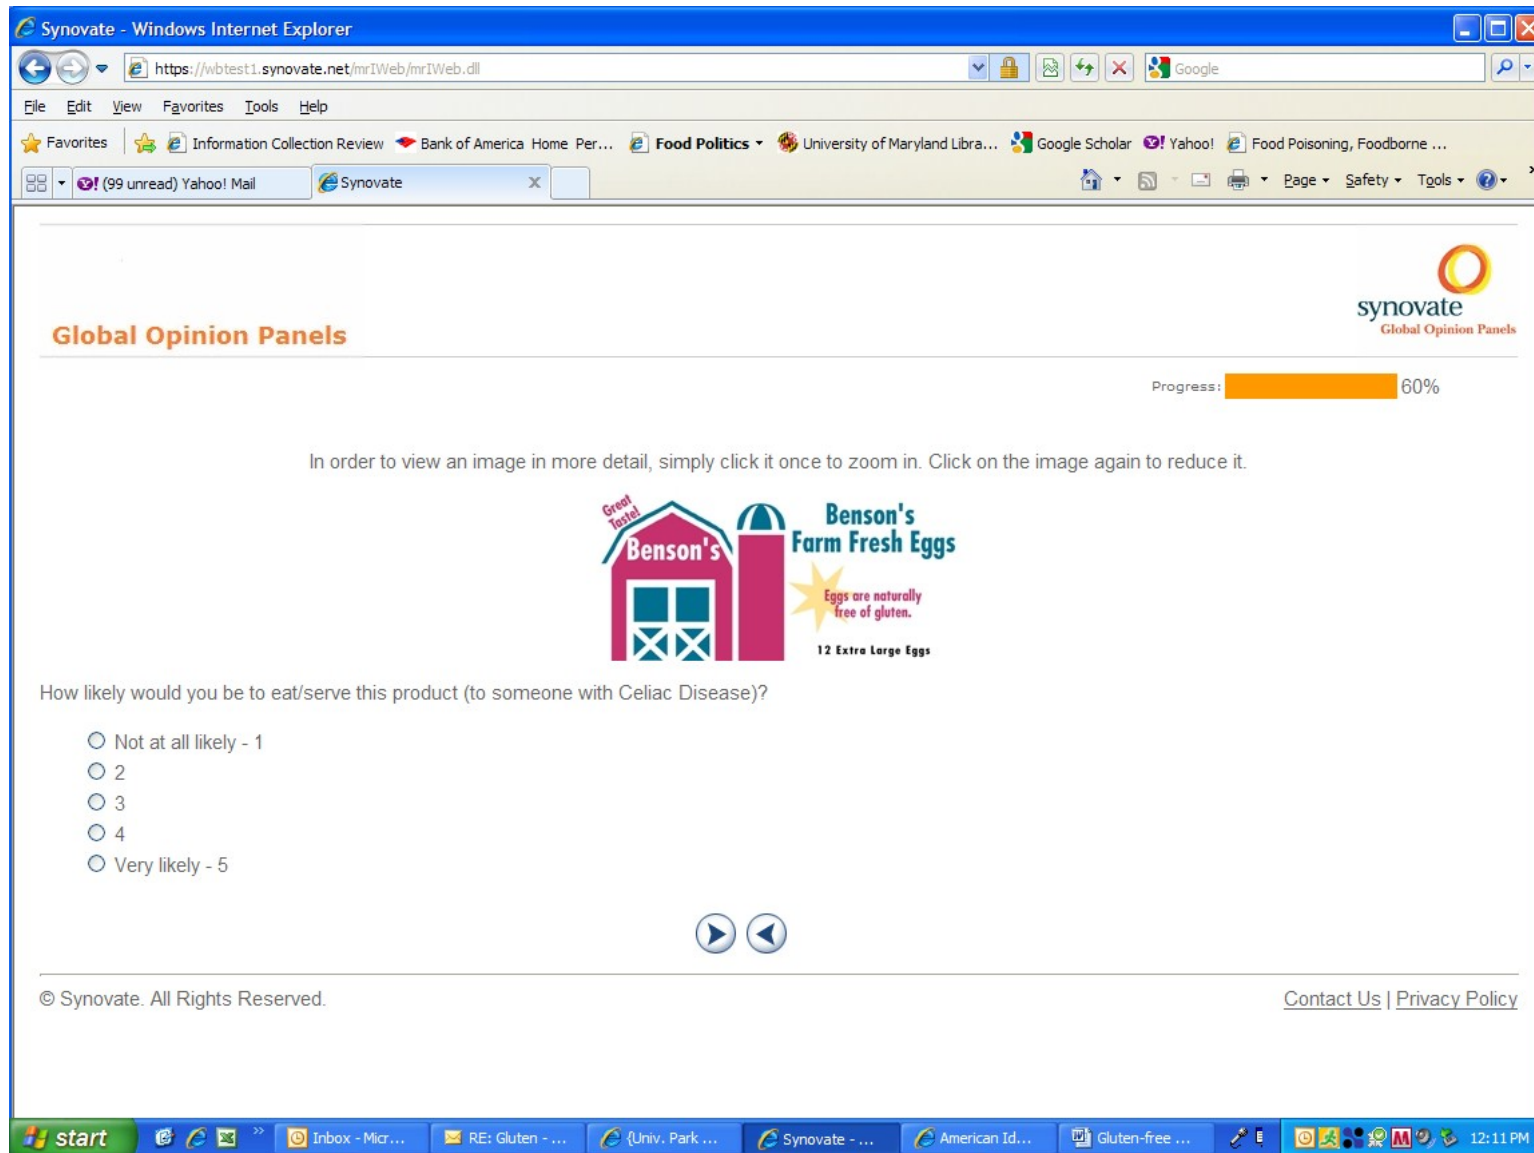 Synovate - Windows Internet Explorer
https://wbtest1.synovate.net/mrIWeb/mrIWeb.dll
Google
File Edit View Favorites Tools Help
Favorites Information Collection Review Bank of America Home Per... Food Politics University of Maryland Libra... Google Scholar Yahoo! Food Poisoning, Foodborne ...
(99 unread) Yahoo! Mail Synovate X Page Safety Tools
Global Opinion Panels
synovate
Global Opinion Panels
Progress: 60%
In order to view an image in more detail, simply click it once to zoom in. Click on the image again to reduce it.
Great
Taste!
Benson's
Benson's
Farm Fresh Eggs
Eggs are naturally
free of gluten.
12 Extra Large Eggs
How likely would you be to eat/serve this product (to someone with Celiac Disease)?
Not at all likely - 1
2
3
4
Very likely - 5
© Synovate. All Rights Reserved.
Contact Us | Privacy Policy
start Inbox - Micr... RE: Gluten - ... {Univ. Park ... Synovate - ... American Id... Gluten-free ... 12:11 PM